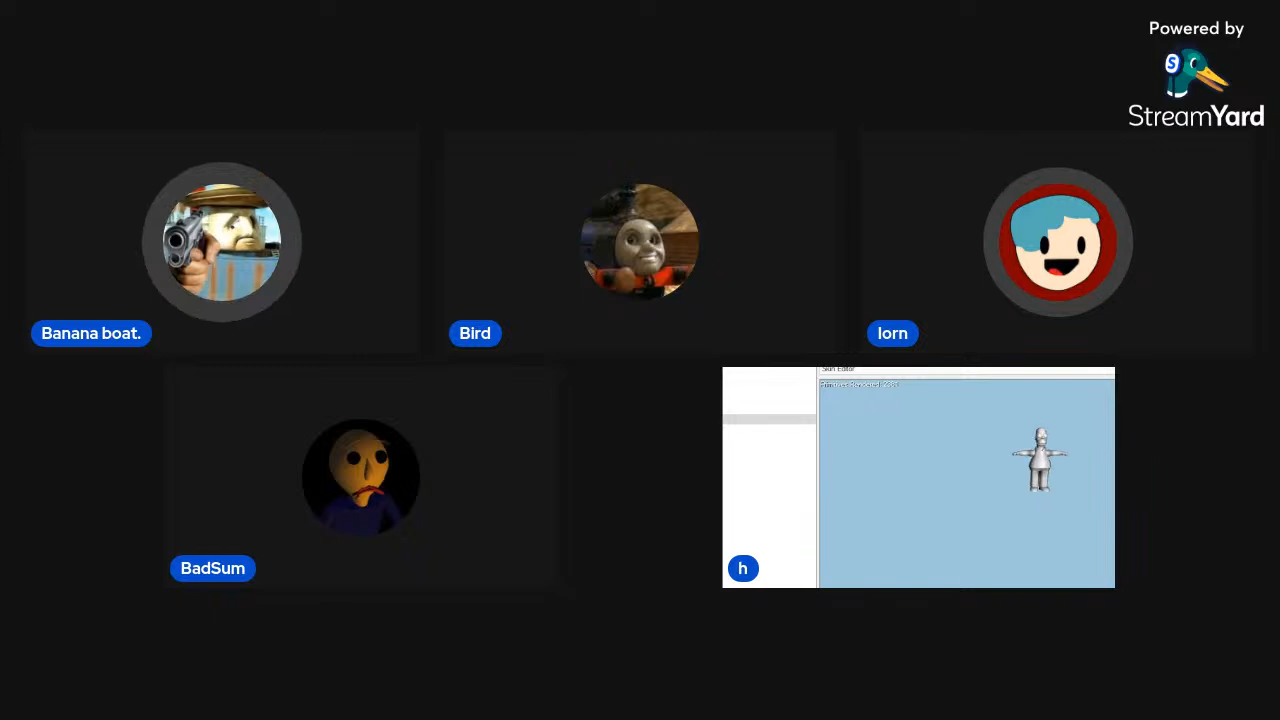 Powered by
S
StreamYard
Banana boat.
Bird
lorn
Skin Editor
BadSum
h